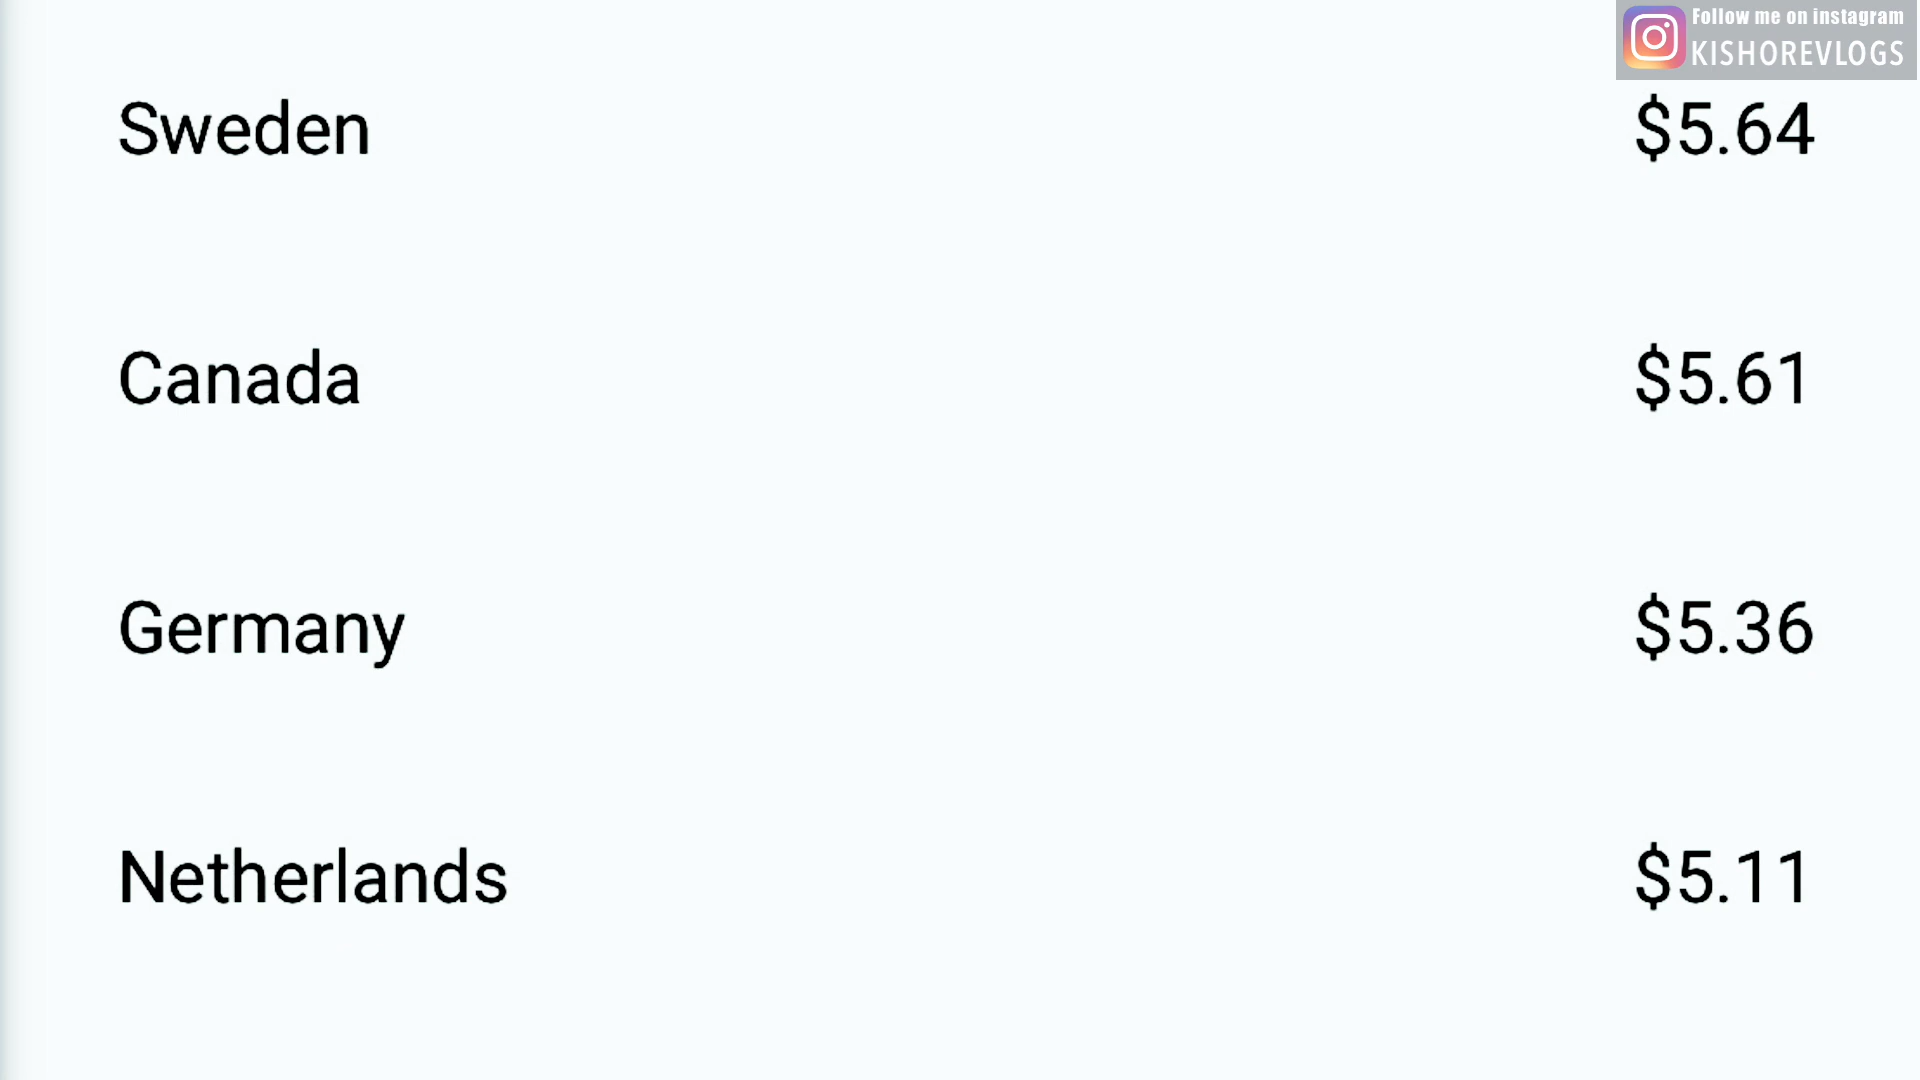 Follow me on instagram
KISHOREVLOGS
Sweden $5.64
Canada $5.61
Germany $5.36
Netherlands $5.11